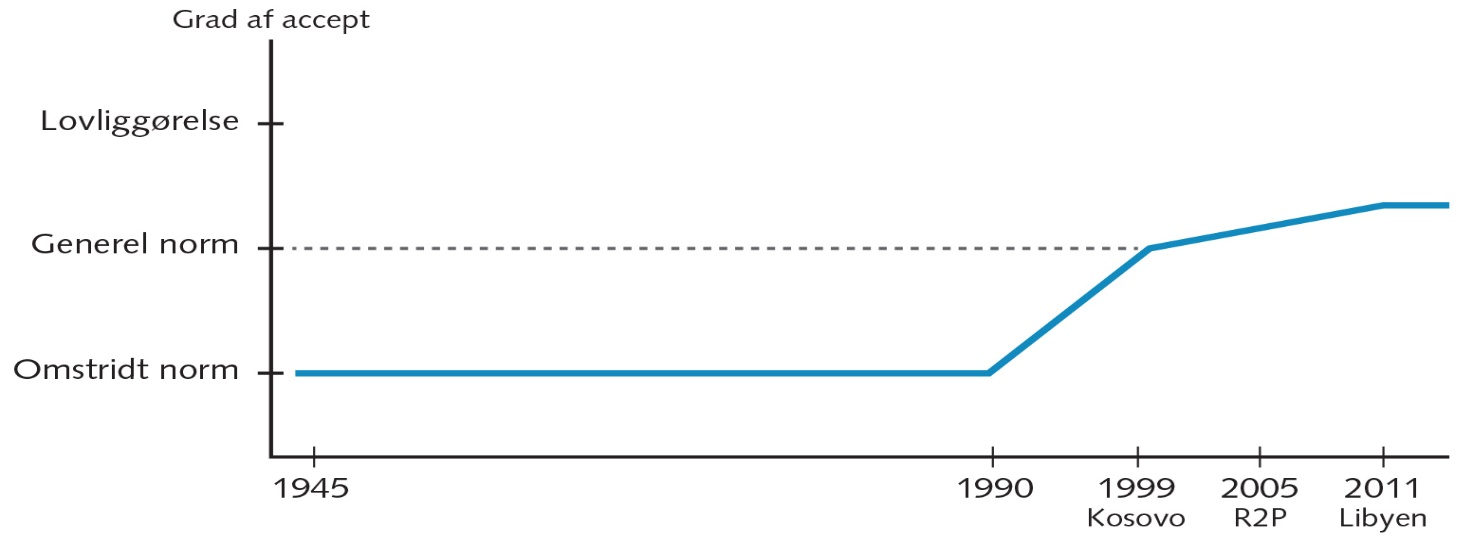 Grad af accept
Lovliggørelse
Generel norm
Omstridt norm
1945
1990
1999
2005
2011
Kosovo
R2P
Libyen